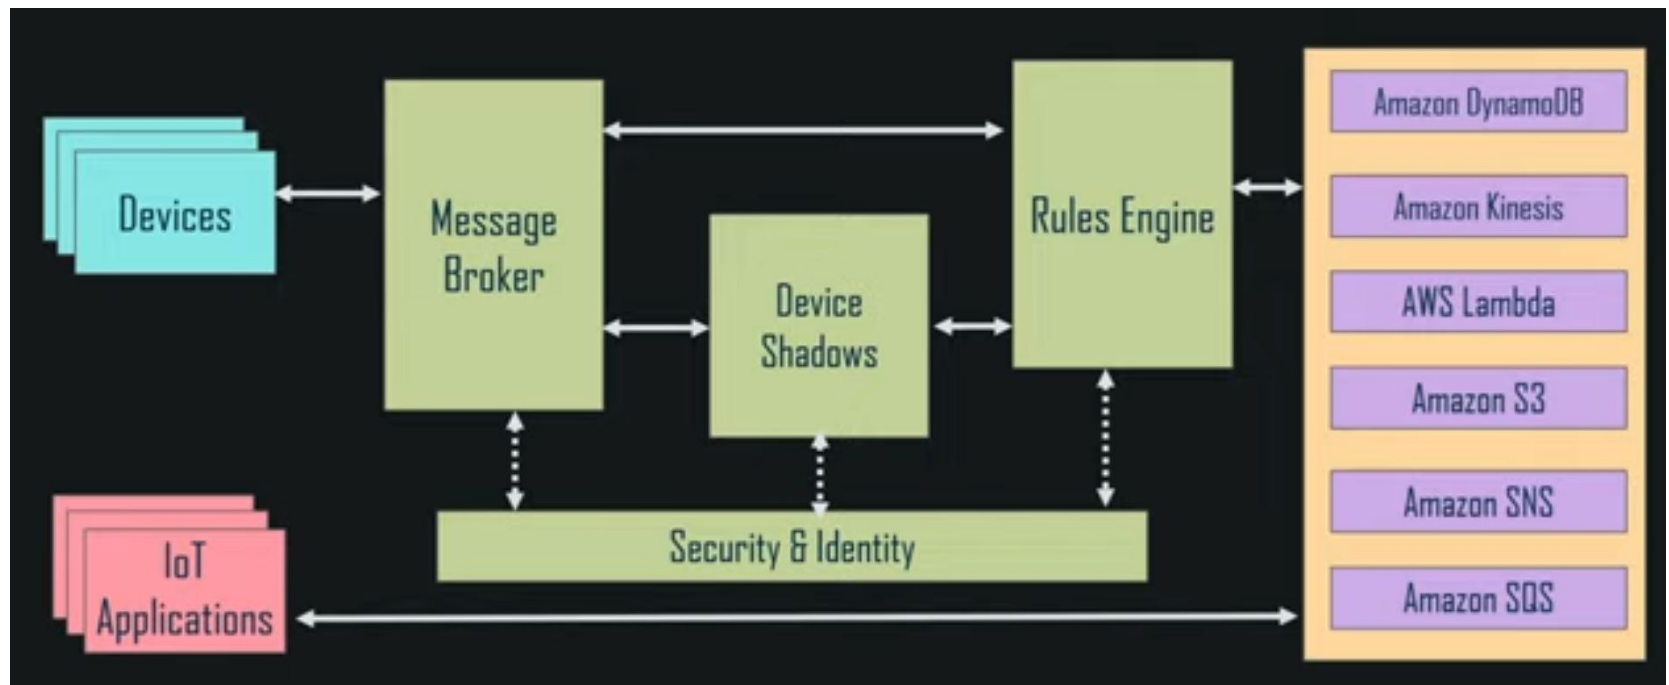 Devices
Message
Broker
Device
Shadows
Rules Engine
Amazon DynamoDB
Amazon Kinesis
AWS Lambda
Amazon S3
Amazon SNS
Amazon SQS
Security & Identity
IoT
Applications